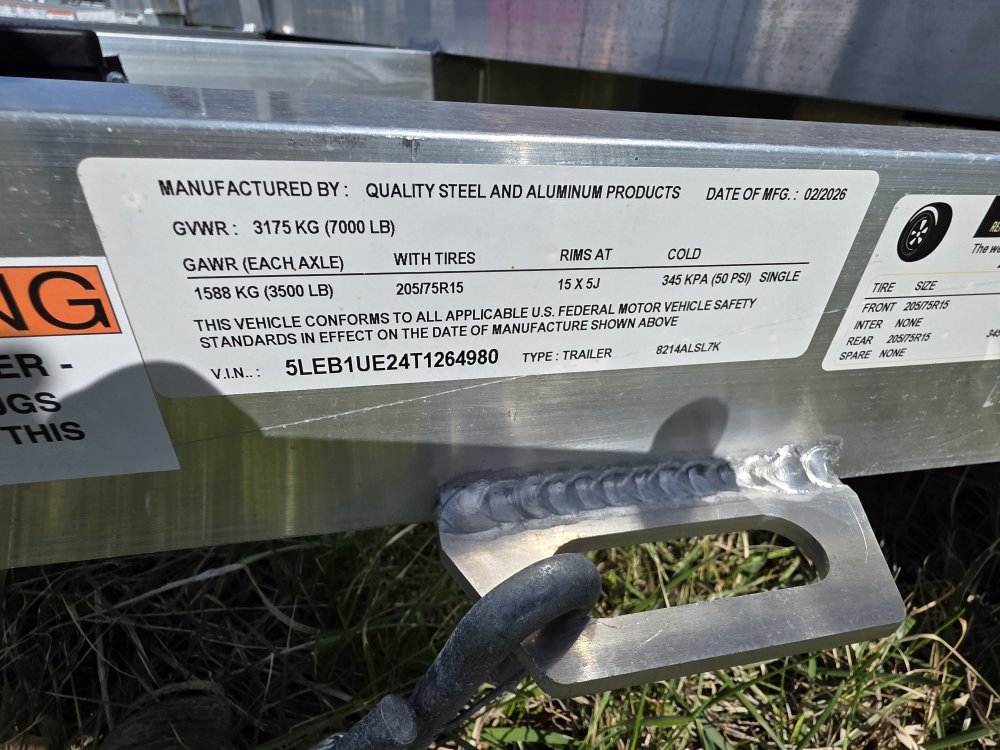 MANUFACTURED BY : QUALITY STEEL AND ALUMINUM PRODUCTS DATE OF MFG. : 02/2026
GVWR : 3175 KG (7000 LB)
GAWR (EACH AXLE) WITH TIRES RIMS AT COLD
1588 KG (3500 LB) 205/75R15 15 X 5J 345 KPA (50 PSI) SINGLE
THIS VEHICLE CONFORMS TO ALL APPLICABLE U.S. FEDERAL MOTOR VEHICLE SAFETY
STANDARDS IN EFFECT ON THE DATE OF MANUFACTURE SHOWN ABOVE
V.I.N.. : 5LEB1UE24T1264980 TYPE : TRAILER 8214ALSL7K
NG
ER -
UGS
THIS
The we
TIRE SIZE
FRONT 205/75R15
INTER NONE
REAR 205/75R15 345
SPARE NONE